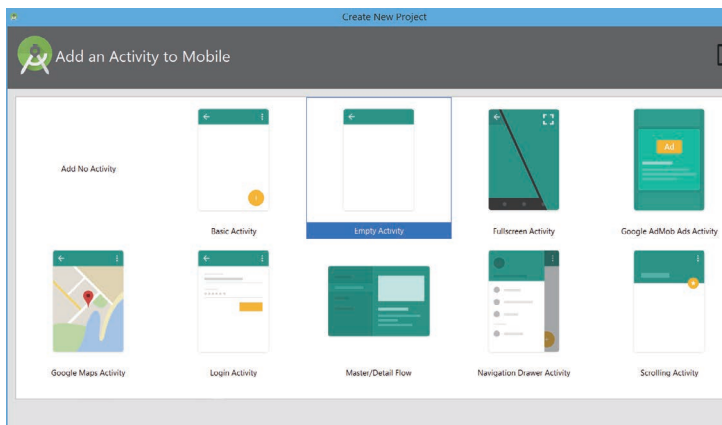 Create New Project
Add an Activity to Mobile
Add No Activity
Basic Activity
Empty Activity
Fullscreen Activity
Ad
Google AdMob Ads Activity
Google Maps Activity
Login Activity
Master/Detail Flow
Navigation Drawer Activity
Scrolling Activity